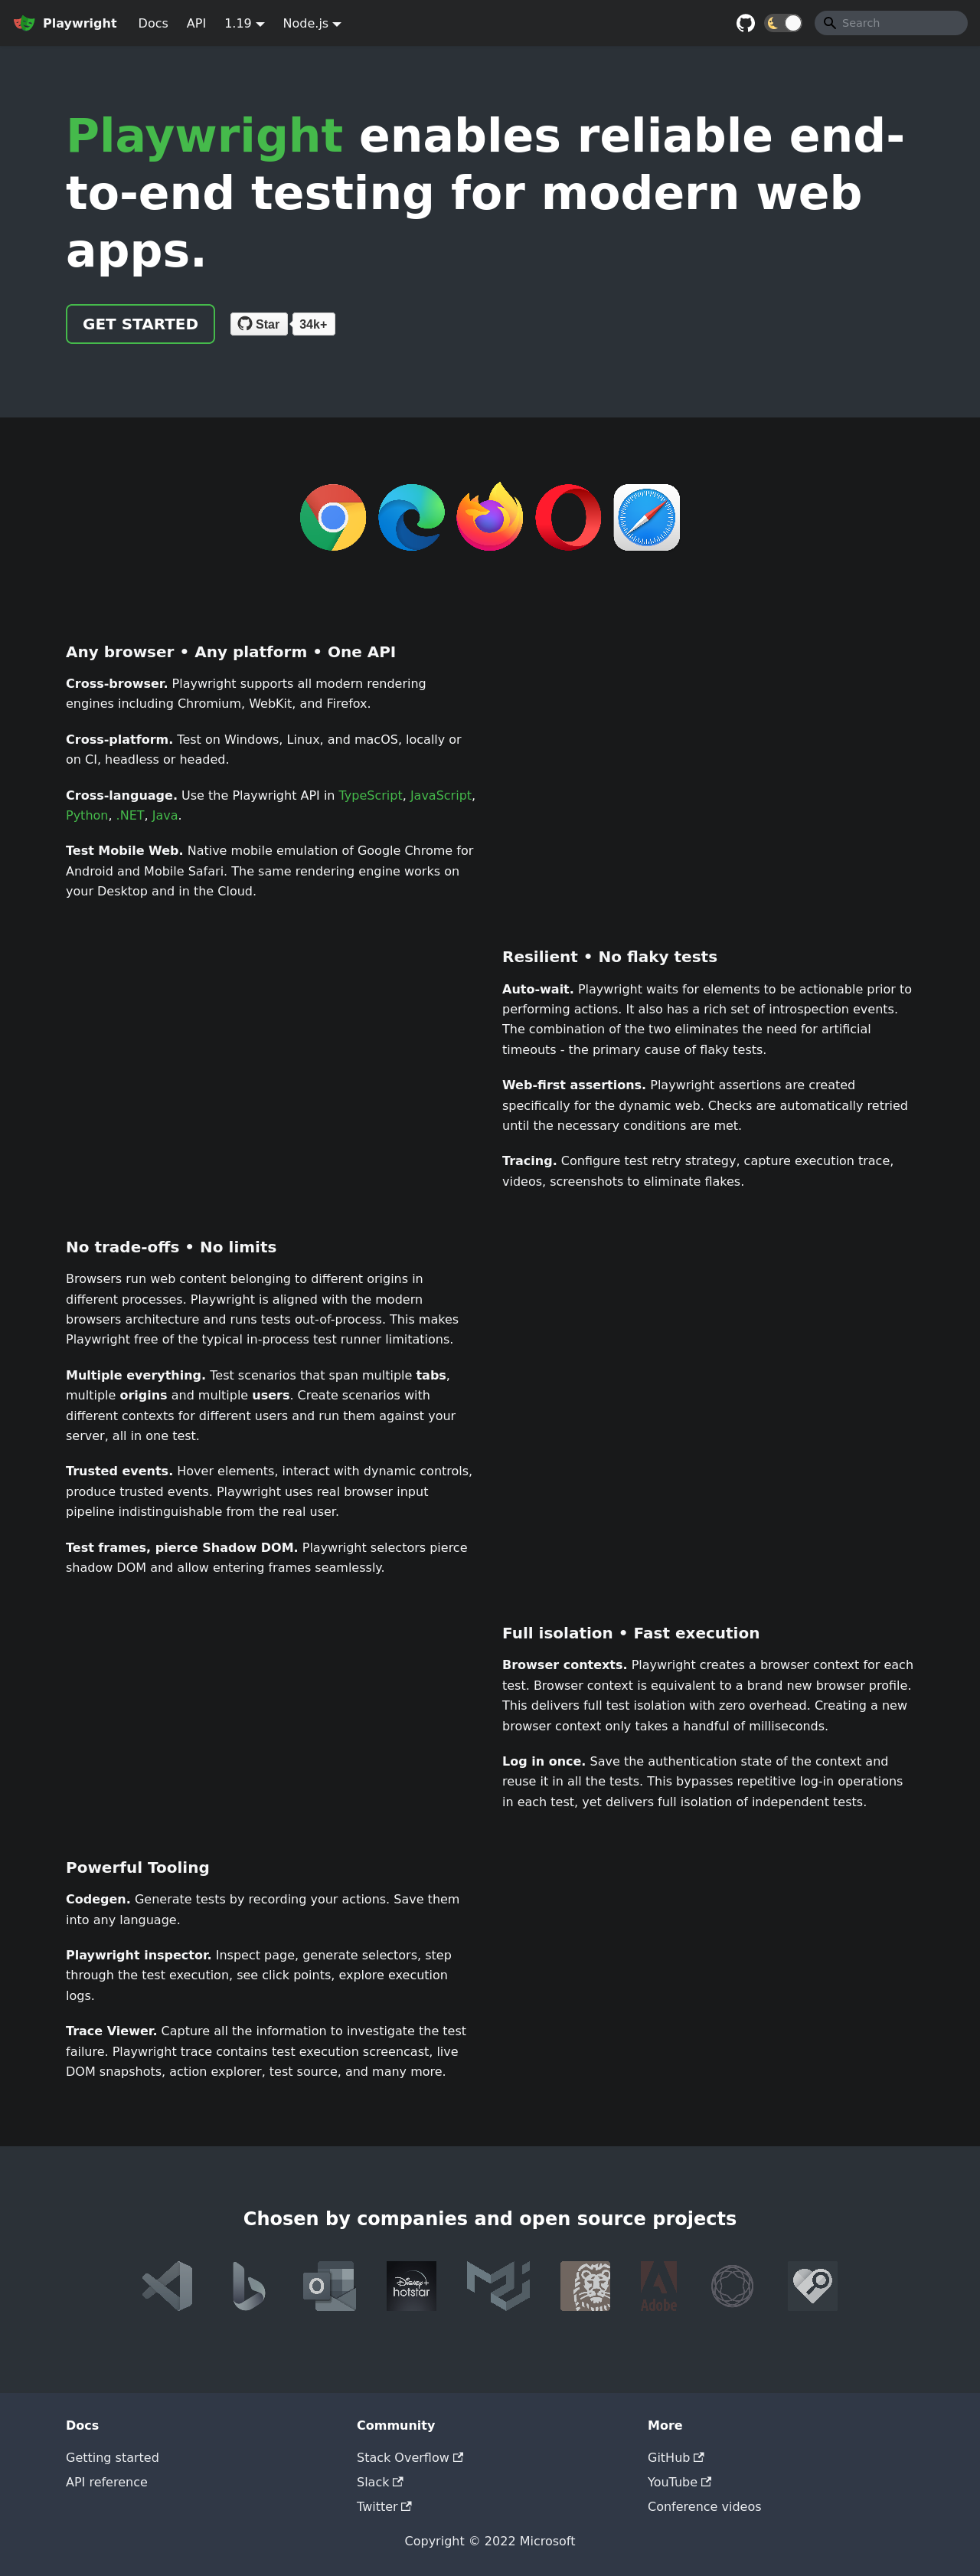 Playwright Docs API 1.19 Node.js Search
Playwright enables reliable end-
to-end testing for modern web
apps.
GET STARTED Star 34k+
Any browser • Any platform • One API
Cross-browser. Playwright supports all modern rendering
engines including Chromium, WebKit, and Firefox.
Cross-platform. Test on Windows, Linux, and macOS, locally or
on CI, headless or headed.
Cross-language. Use the Playwright API in TypeScript, JavaScript,
Python, .NET, Java.
Test Mobile Web. Native mobile emulation of Google Chrome for
Android and Mobile Safari. The same rendering engine works on
your Desktop and in the Cloud.
Resilient • No flaky tests
Auto-wait. Playwright waits for elements to be actionable prior to
performing actions. It also has a rich set of introspection events.
The combination of the two eliminates the need for artificial
timeouts - the primary cause of flaky tests.
Web-first assertions. Playwright assertions are created
specifically for the dynamic web. Checks are automatically retried
until the necessary conditions are met.
Tracing. Configure test retry strategy, capture execution trace,
videos, screenshots to eliminate flakes.
No trade-offs • No limits
Browsers run web content belonging to different origins in
different processes. Playwright is aligned with the modern
browsers architecture and runs tests out-of-process. This makes
Playwright free of the typical in-process test runner limitations.
Multiple everything. Test scenarios that span multiple tabs,
multiple origins and multiple users. Create scenarios with
different contexts for different users and run them against your
server, all in one test.
Trusted events. Hover elements, interact with dynamic controls,
produce trusted events. Playwright uses real browser input
pipeline indistinguishable from the real user.
Test frames, pierce Shadow DOM. Playwright selectors pierce
shadow DOM and allow entering frames seamlessly.
Full isolation • Fast execution
Browser contexts. Playwright creates a browser context for each
test. Browser context is equivalent to a brand new browser profile.
This delivers full test isolation with zero overhead. Creating a new
browser context only takes a handful of milliseconds.
Log in once. Save the authentication state of the context and
reuse it in all the tests. This bypasses repetitive log-in operations
in each test, yet delivers full isolation of independent tests.
Powerful Tooling
Codegen. Generate tests by recording your actions. Save them
into any language.
Playwright inspector. Inspect page, generate selectors, step
through the test execution, see click points, explore execution
logs.
Trace Viewer. Capture all the information to investigate the test
failure. Playwright trace contains test execution screencast, live
DOM snapshots, action explorer, test source, and many more.
Chosen by companies and open source projects
O
Disney+
hotstar
Adobe
Docs
Getting started
API reference
Community
Stack Overflow
Slack
Twitter
More
GitHub
YouTube
Conference videos
Copyright © 2022 Microsoft